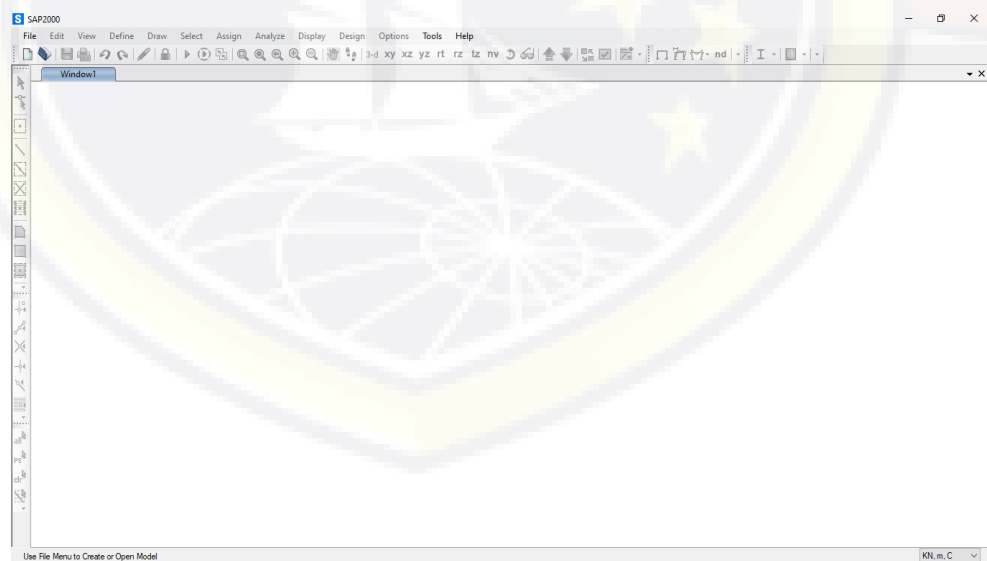 S SAP2000
File Edit View Define Draw Select Assign Analyze Display Design Options Tools Help
3-d xy xz yz rt rz tz nv nd
Window1
Use File Menu to Create or Open Model
KN, m, C